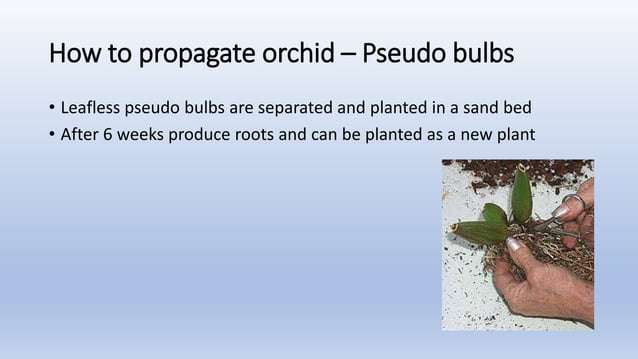 How to propagate orchid – Pseudo bulbs
• Leafless pseudo bulbs are separated and planted in a sand bed
• After 6 weeks produce roots and can be planted as a new plant